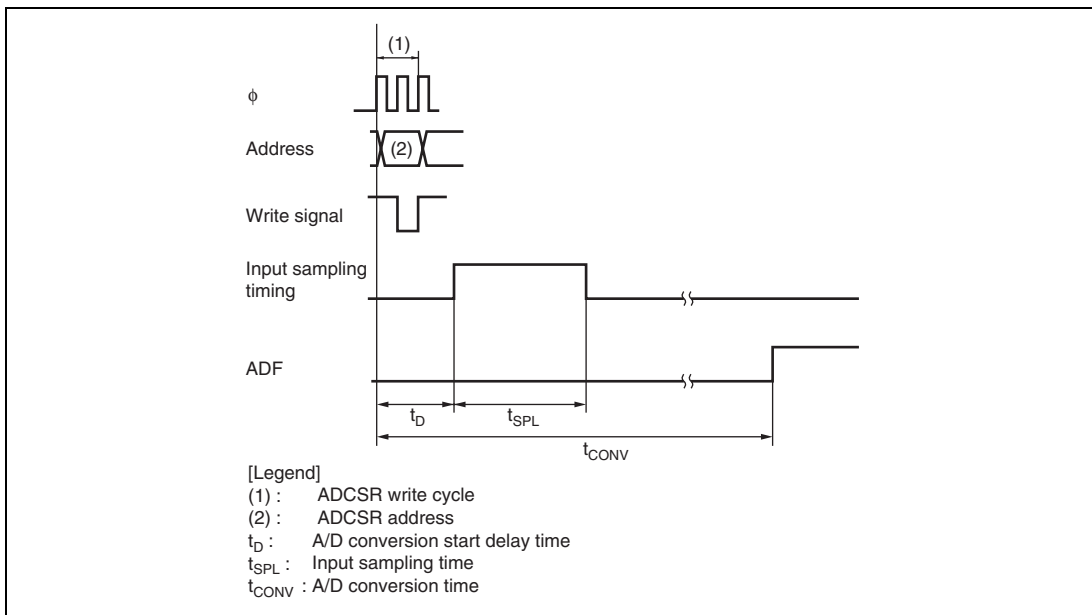 (1)
ϕ
Address
(2)
Write signal
Input sampling
timing
ADF
tD
tSPL
tCONV
[Legend]
(1) : ADCSR write cycle
(2) : ADCSR address
tD : A/D conversion start delay time
tSPL : Input sampling time
tCONV : A/D conversion time